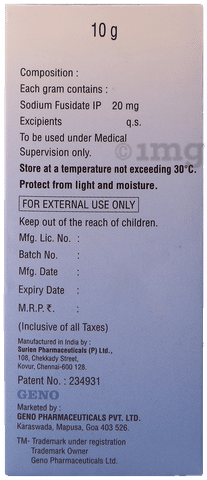 10 g
Composition :
Each gram contains :
Sodium Fusidate IP 20 mg
Excipients q.s.
To be used under Medical
Supervision only.
1mg
Store at a temperature not exceeding 30°C.
Protect from light and moisture.
FOR EXTERNAL USE ONLY
Keep out of the reach of children.
Mfg. Lic. No. :
Batch No. :
Mfg. Date :
Expiry Date :
M.R.P. ₹. :
(Inclusive of all Taxes)
Manufactured in India by :
Surien Pharmaceuticals (P) Ltd.,
108, Chekkady Street,
Kovur, Chennai-600 128.
Patent No. : 234931
GENO
Marketed by :
GENO PHARMACEUTICALS PVT. LTD.
Karaswada, Mapusa, Goa 403 526.
TM- Trademark under registration
Trademark Owner
Geno Pharmaceuticals Ltd.